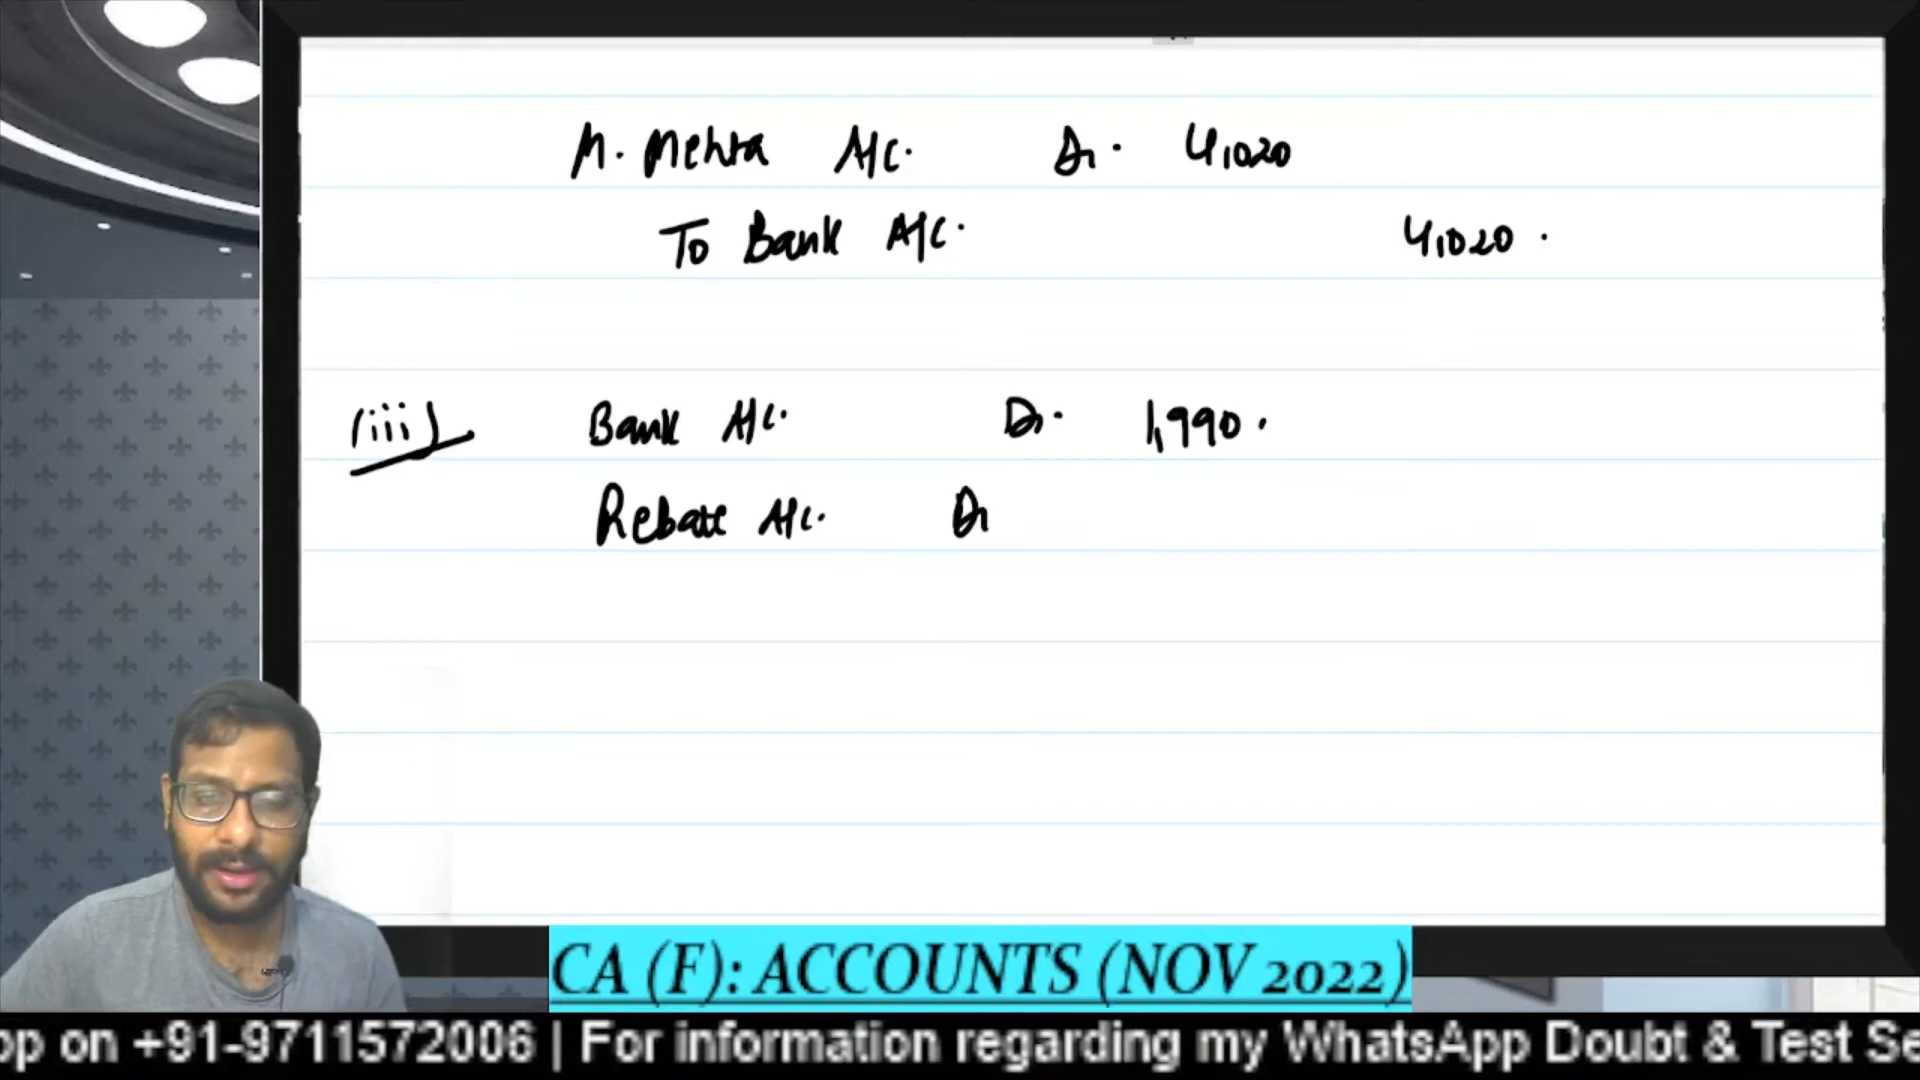 M. Mehta A/c. Dr. 4,020
To Bank A/c. 4,020.
(iii) Bank A/c. Dr. 1,990.
Rebate A/c. Dr
CA (F): ACCOUNTS (NOV 2022)
on +91-9711572006 | For information regarding my WhatsApp Doubt & Test